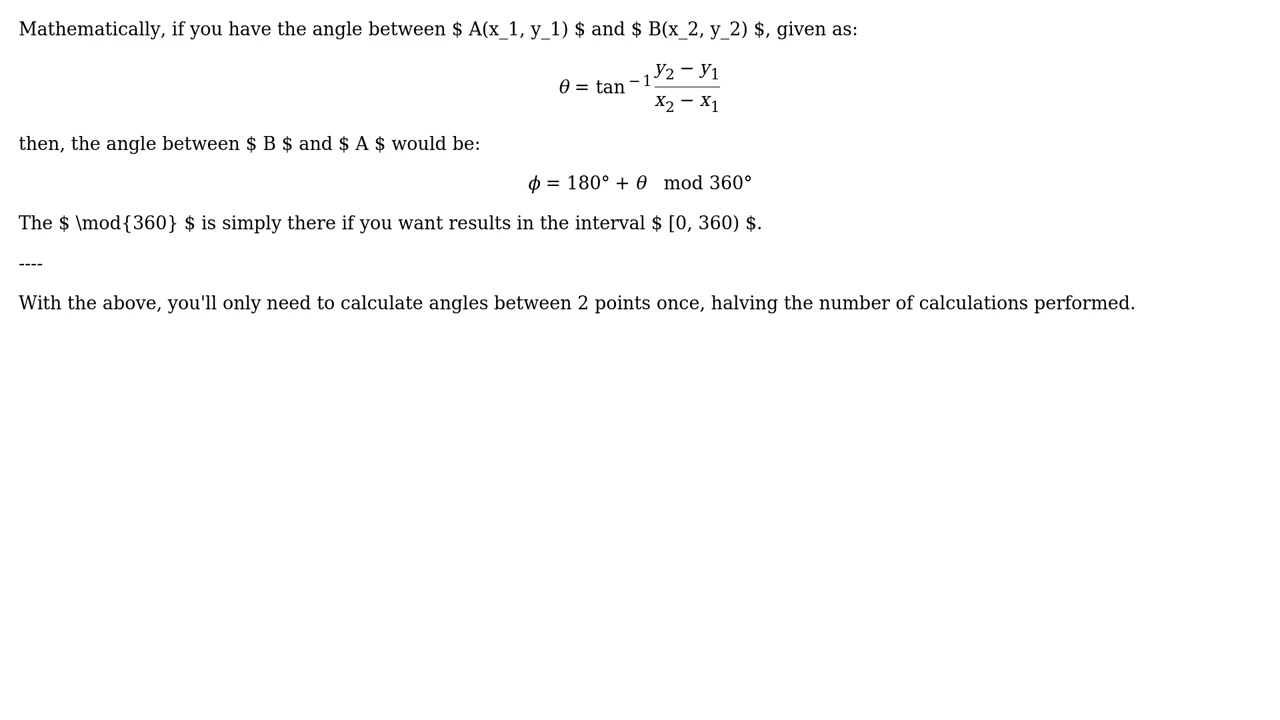 Mathematically, if you have the angle between $ A(x_1, y_1) $ and $ B(x_2, y_2) $, given as:
θ = tan⁻¹ (y₂ − y₁)/(x₂ − x₁)
then, the angle between $ B $ and $ A $ would be:
ϕ = 180° + θ mod 360°
The $ \mod{360} $ is simply there if you want results in the interval $ [0, 360) $.
----
With the above, you'll only need to calculate angles between 2 points once, halving the number of calculations performed.